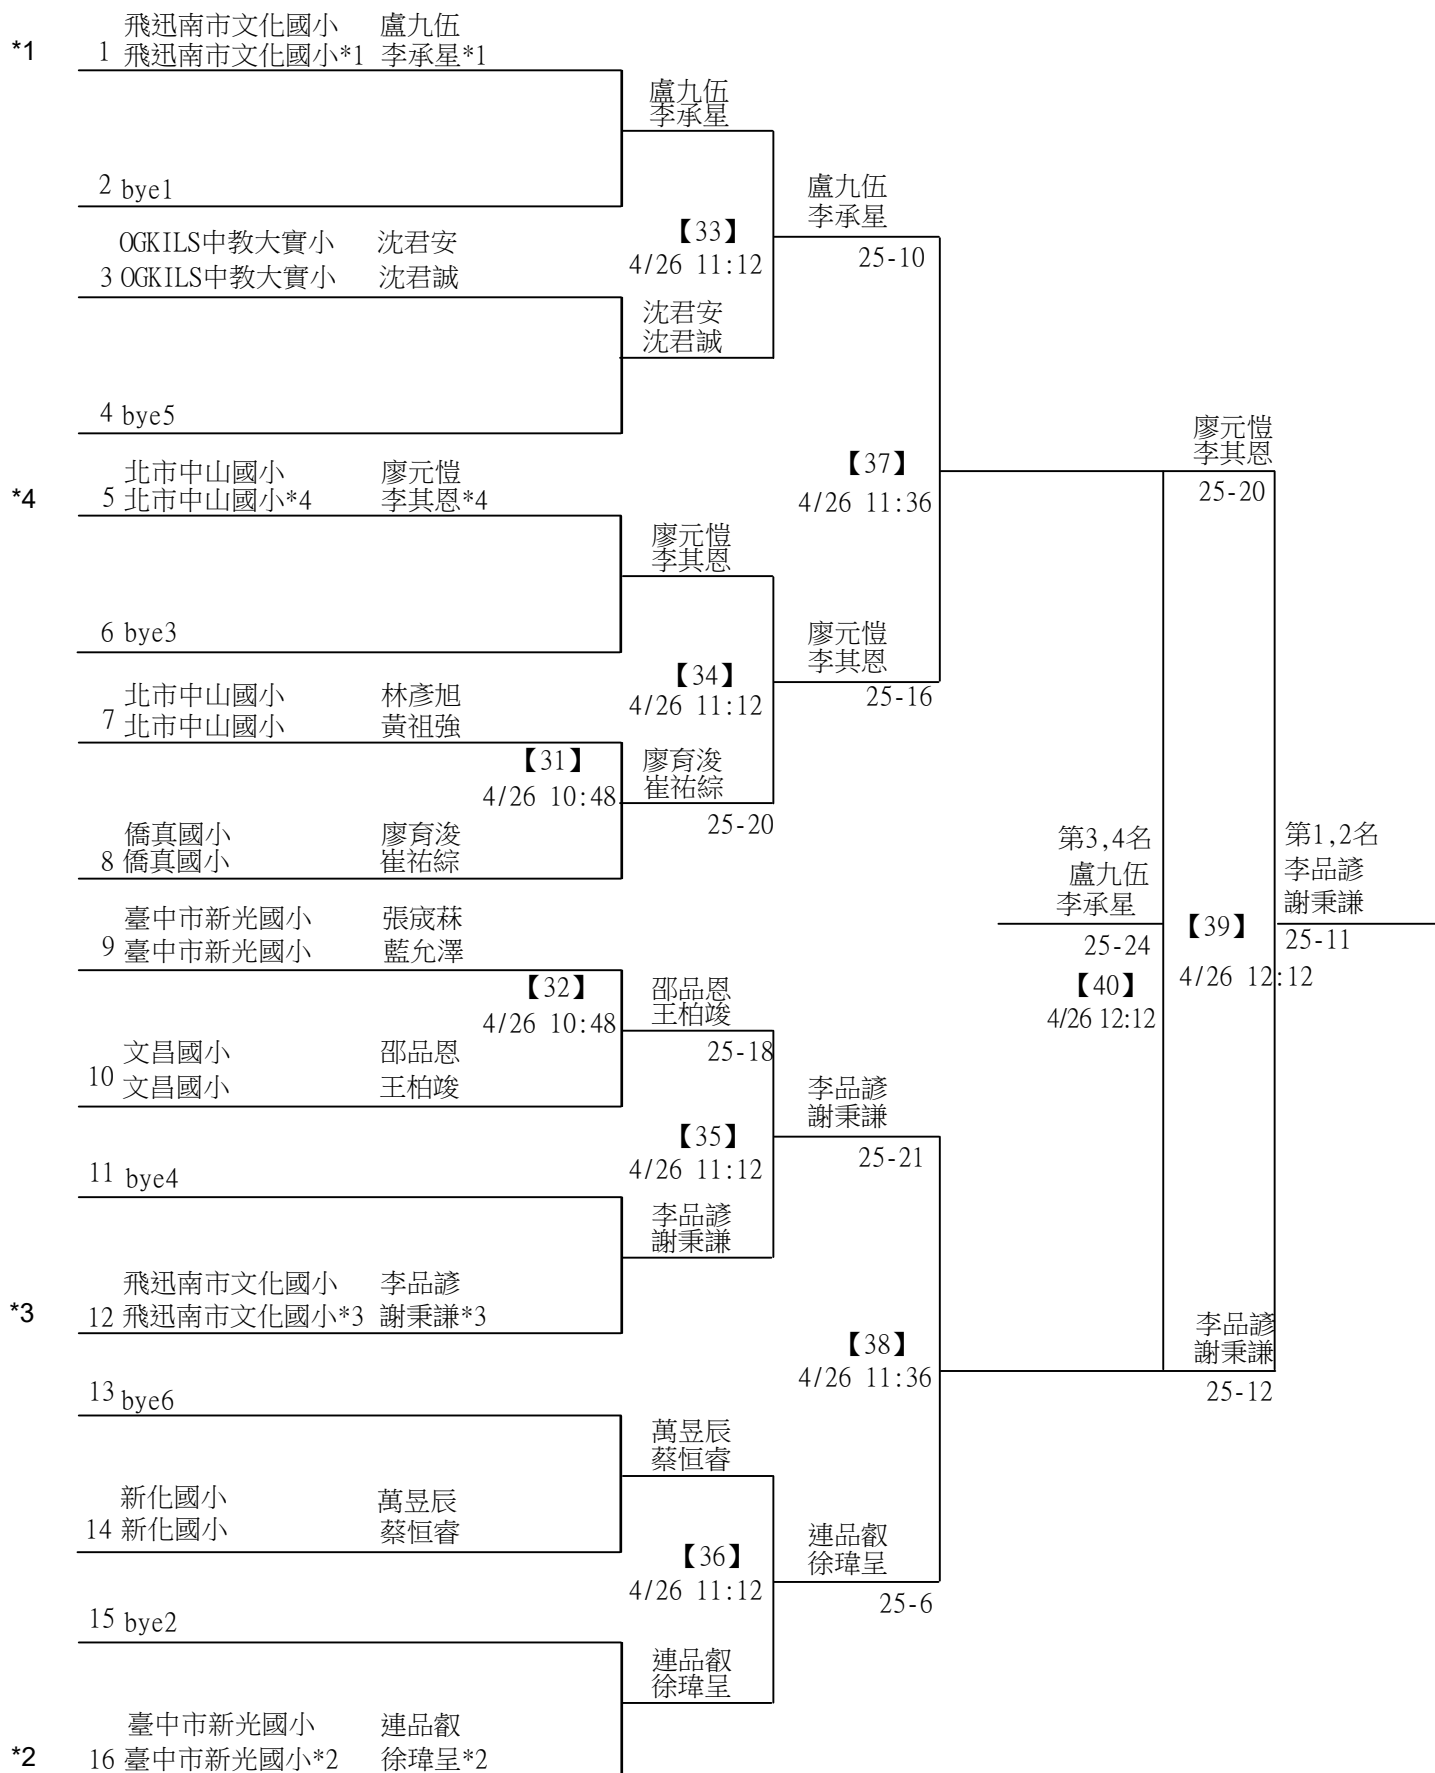 飛迅南市文化國小 盧九伍
*1 1 飛迅南市文化國小*1 李承星*1
盧九伍
李承星
2 bye1
盧九伍
李承星
25-10
【33】
4/26 11:12
OGKILS中教大實小 沈君安
3 OGKILS中教大實小 沈君誠
沈君安
沈君誠
4 bye5
廖元愷
李其恩
25-20
【37】
4/26 11:36
北市中山國小 廖元愷
*4 5 北市中山國小*4 李其恩*4
廖元愷
李其恩
6 bye3
廖元愷
李其恩
25-16
【34】
4/26 11:12
北市中山國小 林彥旭
7 北市中山國小 黃祖強
【31】
4/26 10:48
廖育浚
崔祐綜
25-20
僑真國小 廖育浚
8 僑真國小 崔祐綜
第3,4名
盧九伍
李承星
25-24
【40】
4/26 12:12
【39】
4/26 12:12
第1,2名
李品諺
謝秉謙
25-11
臺中市新光國小 張宬菻
9 臺中市新光國小 藍允澤
【32】
4/26 10:48
邵品恩
王柏竣
25-18
文昌國小 邵品恩
10 文昌國小 王柏竣
李品諺
謝秉謙
25-21
【35】
4/26 11:12
11 bye4
李品諺
謝秉謙
飛迅南市文化國小 李品諺
*3 12 飛迅南市文化國小*3 謝秉謙*3
【38】
4/26 11:36
李品諺
謝秉謙
25-12
13 bye6
萬昱辰
蔡恒睿
新化國小 萬昱辰
14 新化國小 蔡恒睿
【36】
4/26 11:12
連品叡
徐瑋呈
25-6
15 bye2
連品叡
徐瑋呈
臺中市新光國小 連品叡
*2 16 臺中市新光國小*2 徐瑋呈*2